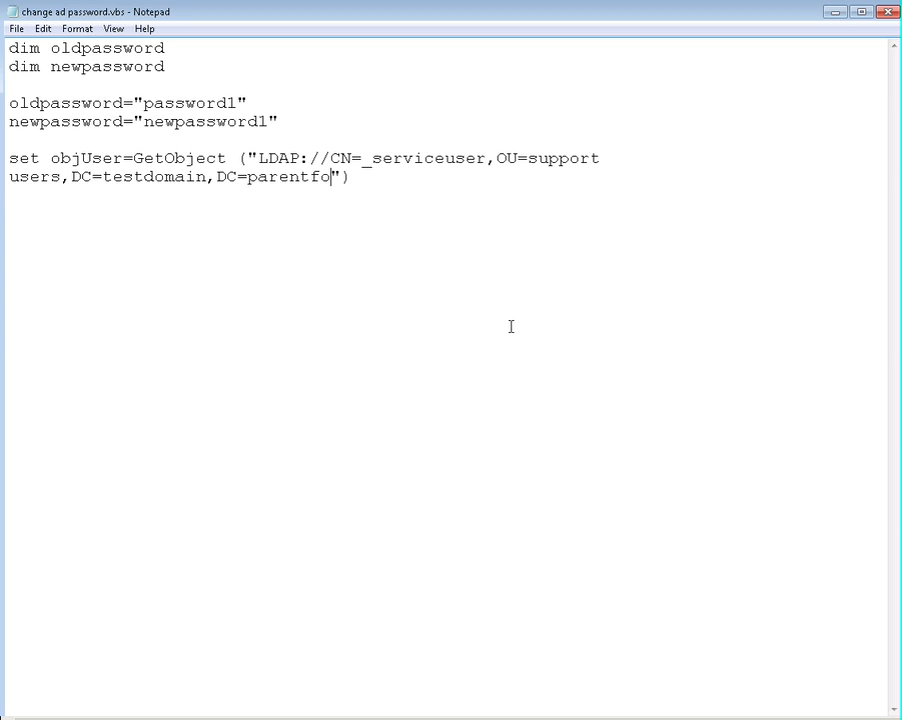 change ad password.vbs - Notepad
File Edit Format View Help
dim oldpassword
dim newpassword
oldpassword="password1"
newpassword="newpassword1"
set objUser=GetObject ("LDAP://CN=_serviceuser,OU=support
users,DC=testdomain,DC=parentfo")